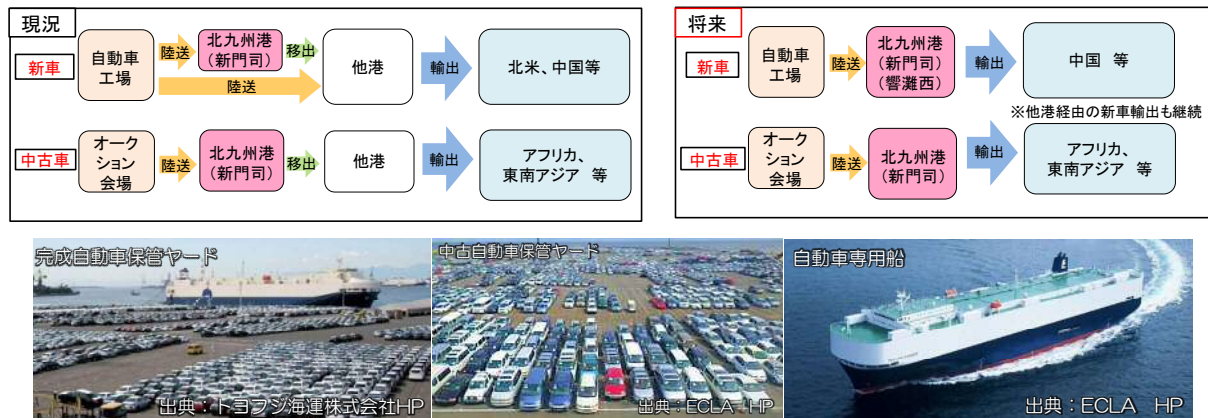 現況
新車
自動車
工場
陸送
北九州港
(新門司)
移出
陸送
他港
輸出
北米、中国等
中古車
オーク
ション
会場
陸送
北九州港
(新門司)
移出
他港
輸出
アフリカ、
東南アジア 等
将来
新車
自動車
工場
陸送
北九州港
(新門司)
(響灘西)
輸出
中国 等
※他港経由の新車輸出も継続
中古車
オーク
ション
会場
陸送
北九州港
(新門司)
輸出
アフリカ、
東南アジア 等
完成自動車保管ヤード
出典：トヨフジ海運株式会社HP
中古自動車保管ヤード
出典：ECLA HP
自動車専用船
出典：ECLA HP